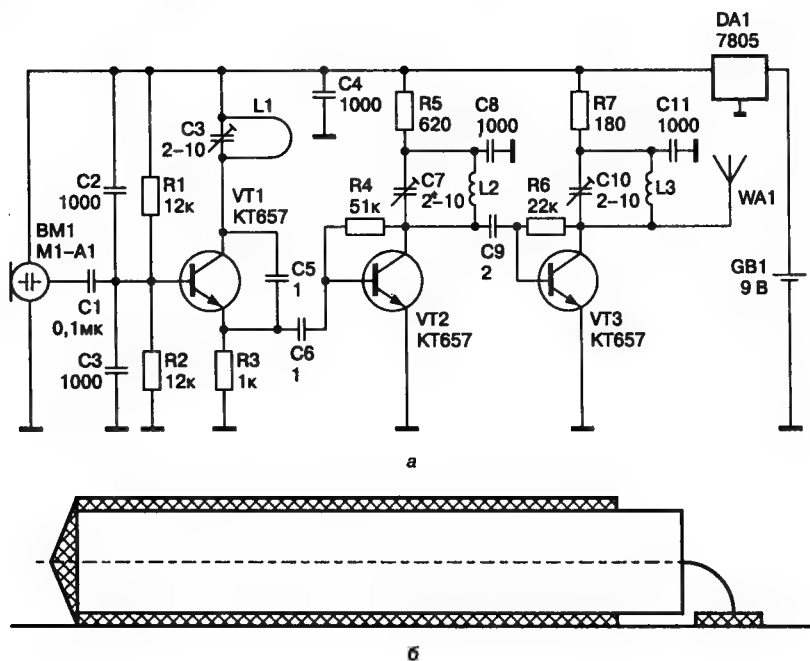 DA1
7805
L1
C3
2–10
C4
1000
R5
620
C8
1000
R7
180
C11
1000
C2
1000
R1
12к
VT1
КТ657
R4
51к
C7
2–10
L2
R6
22к
C10
2–10
L3
WA1
BM1
М1–А1
C1
0,1мк
C5
1
C9
2
GB1
9 В
VT2
КТ657
VT3
КТ657
C3
1000
R2
12к
R3
1к
C6
1
а
б